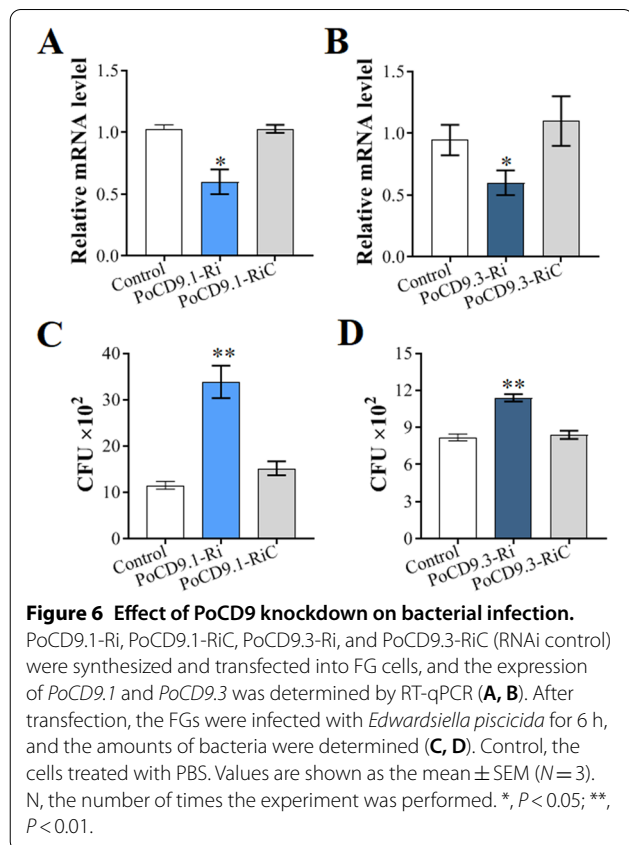 A
B
Relative mRNA levlel
1.5
1.0
0.5
0.0
*
Control
PoCD9.1-Ri
PoCD9.1-RiC
Relative mRNA levlel
1.5
1.0
0.5
0.0
*
Control
PoCD9.3-Ri
PoCD9.3-RiC
C
D
CFU ×10²
40
30
20
10
0
**
Control
PoCD9.1-Ri
PoCD9.1-RiC
CFU ×10²
15
12
9
6
3
0
**
Control
PoCD9.3-Ri
PoCD9.3-RiC
Figure 6 Effect of PoCD9 knockdown on bacterial infection.
PoCD9.1-Ri, PoCD9.1-RiC, PoCD9.3-Ri, and PoCD9.3-RiC (RNAi control)
were synthesized and transfected into FG cells, and the expression
of PoCD9.1 and PoCD9.3 was determined by RT-qPCR (A, B). After
transfection, the FGs were infected with Edwardsiella piscicida for 6 h,
and the amounts of bacteria were determined (C, D). Control, the
cells treated with PBS. Values are shown as the mean ± SEM (N = 3).
N, the number of times the experiment was performed. *, P < 0.05; **,
P < 0.01.